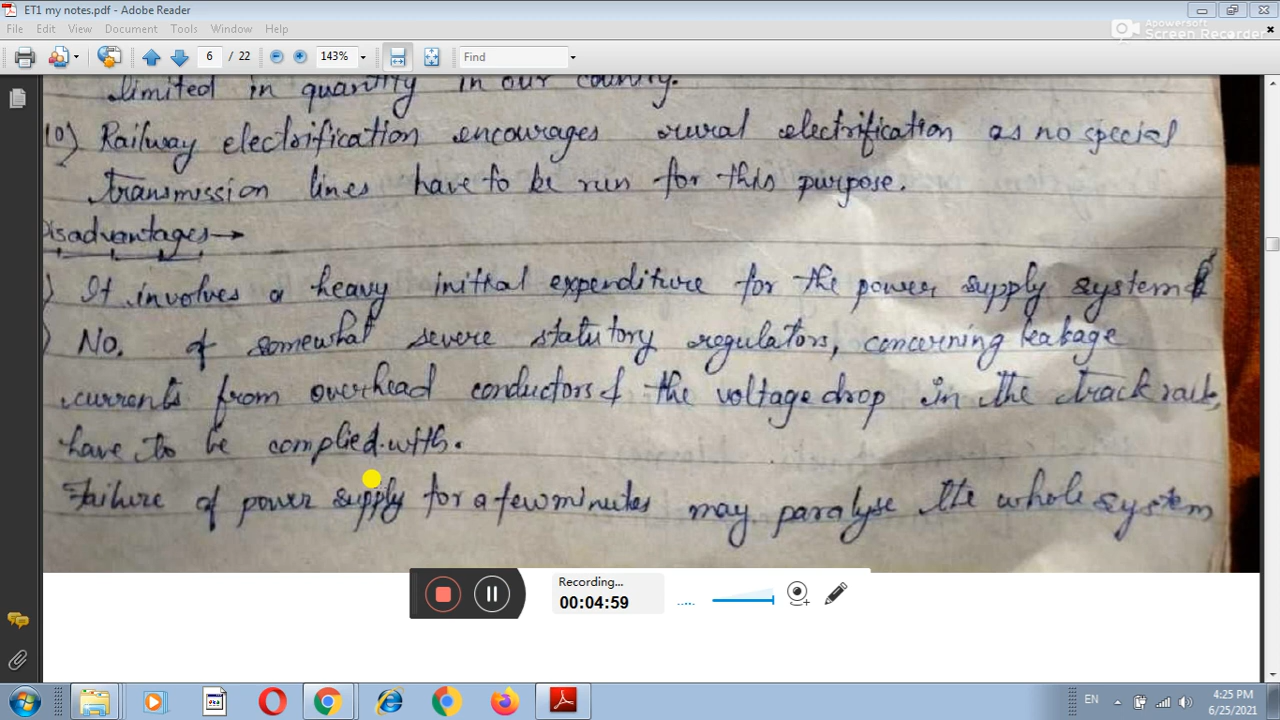 ET1 my notes.pdf - Adobe Reader
File Edit View Document Tools Window Help
Apowersoft
Screen Recorder
6 / 22 143% Find
limited in quantity in our country.
10) Railway electrification encourages rural electrification as no special
transmission lines have to be run for this purpose.
Disadvantages→
) It involves a heavy initial expenditure for the power supply system
) No. of somewhat severe statutory regulators, concerning leakage
currents from overhead conductors & the voltage drop in the track rails,
have to be complied with.
Failure of power supply for a few minutes may paralyse the whole system
Recording...
00:04:59
EN
4:25 PM
6/25/2021